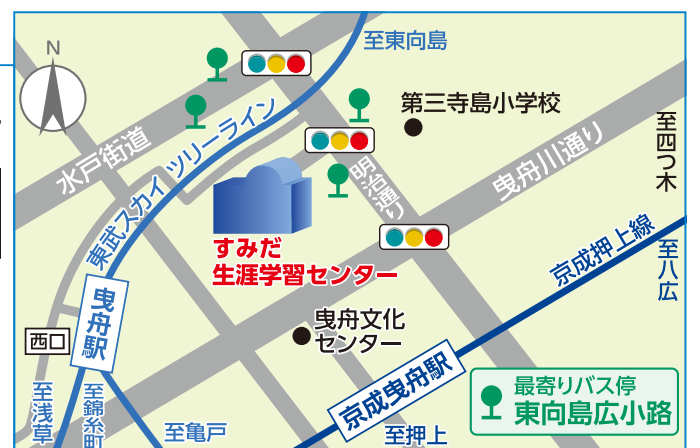 N
至東向島
第三寺島小学校
至四つ木
水戸街道
東武スカイツリーライン
明治通り
曳舟川通り
すみだ
生涯学習センター
京成押上線
至八広
曳舟駅
西口
曳舟文化
センター
京成曳舟駅
最寄りバス停
東向島広小路
至浅草
至錦糸町
至亀戸
至押上